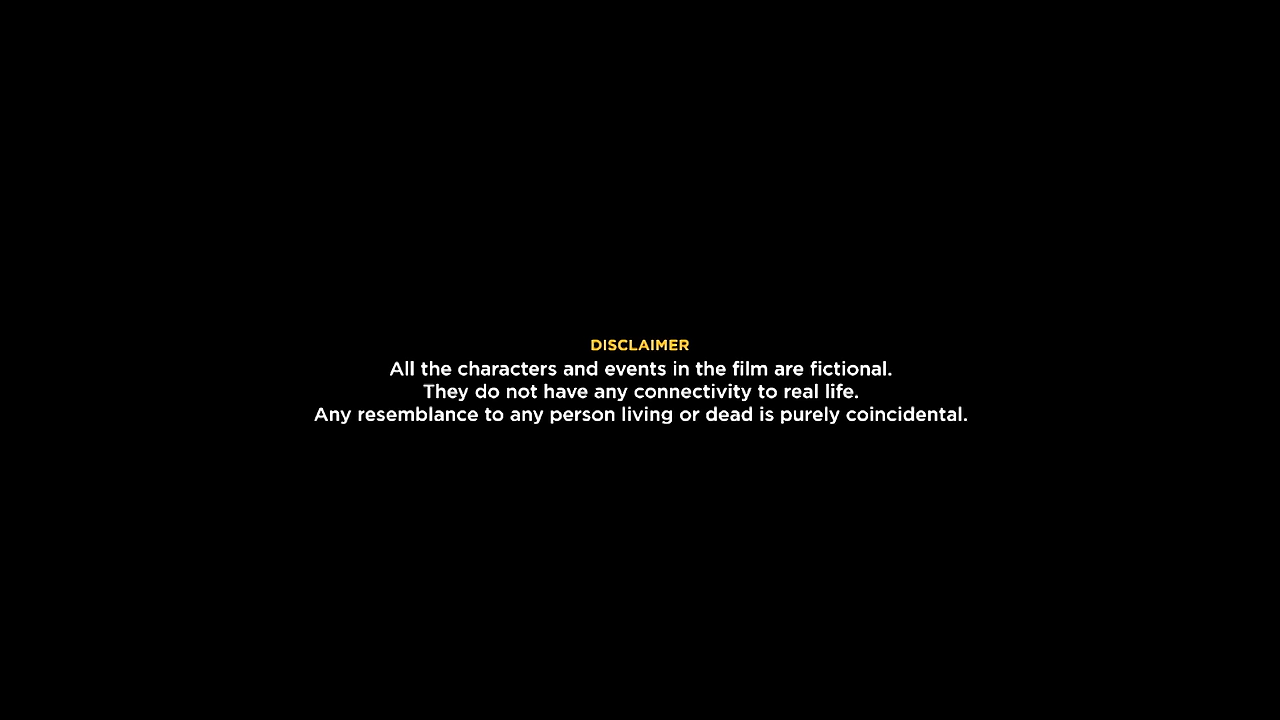 DISCLAIMER
All the characters and events in the film are fictional.
They do not have any connectivity to real life.
Any resemblance to any person living or dead is purely coincidental.